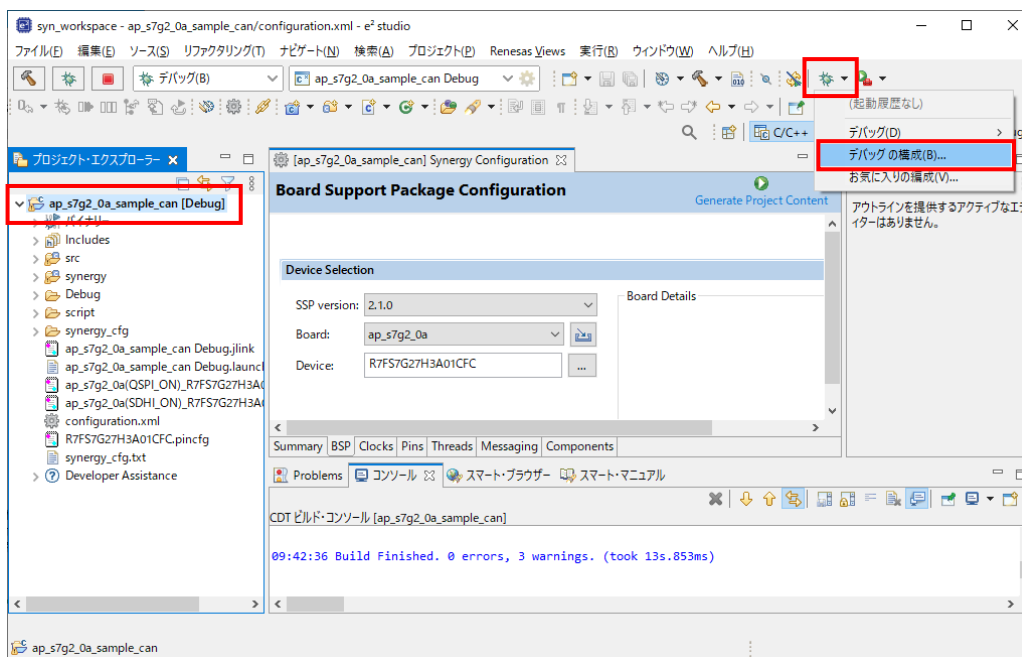 syn_workspace - ap_s7g2_0a_sample_can/configuration.xml - e² studio
ファイル(F) 編集(E) ソース(S) リファクタリング(T) ナビゲート(N) 検索(A) プロジェクト(P) Renesas Views 実行(R) ウィンドウ(W) ヘルプ(H)
デバッグ(B)
ap_s7g2_0a_sample_can Debug
(起動履歴なし)
デバッグ(D)
デバッグ の構成(B)...
お気に入りの構成(V)...
C/C++
プロジェクト・エクスプローラー
ap_s7g2_0a_sample_can [Debug]
バイナリー
Includes
src
synergy
Debug
script
synergy_cfg
ap_s7g2_0a_sample_can Debug.jlink
ap_s7g2_0a_sample_can Debug.launc
ap_s7g2_0a(QSPI_ON)_R7FS7G27H3A0
ap_s7g2_0a(SDHI_ON)_R7FS7G27H3A
configuration.xml
R7FS7G27H3A01CFC.pincfg
synergy_cfg.txt
Developer Assistance
[ap_s7g2_0a_sample_can] Synergy Configuration
Board Support Package Configuration
Generate Project Content
Device Selection
SSP version: 2.1.0
Board: ap_s7g2_0a
Device: R7FS7G27H3A01CFC
...
Board Details
Summary BSP Clocks Pins Threads Messaging Components
アウトラインを提供するアクティブなエデ
ィターはありません。
Problems コンソール スマート・ブラウザー スマート・マニュアル
CDT ビルド・コンソール [ap_s7g2_0a_sample_can]
09:42:36 Build Finished. 0 errors, 3 warnings. (took 13s.853ms)
ap_s7g2_0a_sample_can